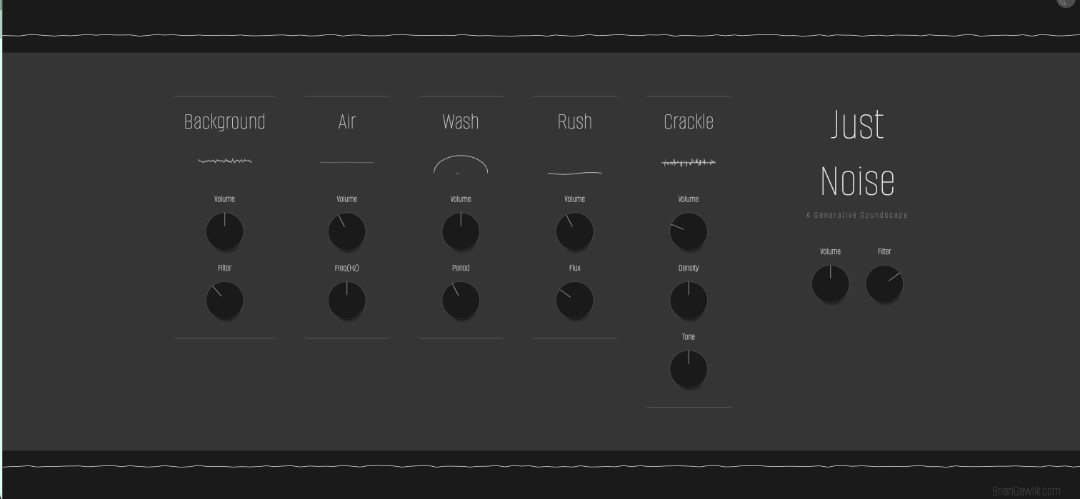 Background
Volume
Filter
Air
Volume
Freq(Hz)
Wash
Volume
Period
Rush
Volume
Flux
Crackle
Volume
Density
Tone
Just
Noise
A Generative Soundscape
Volume
Filter
BrianGawlik.com